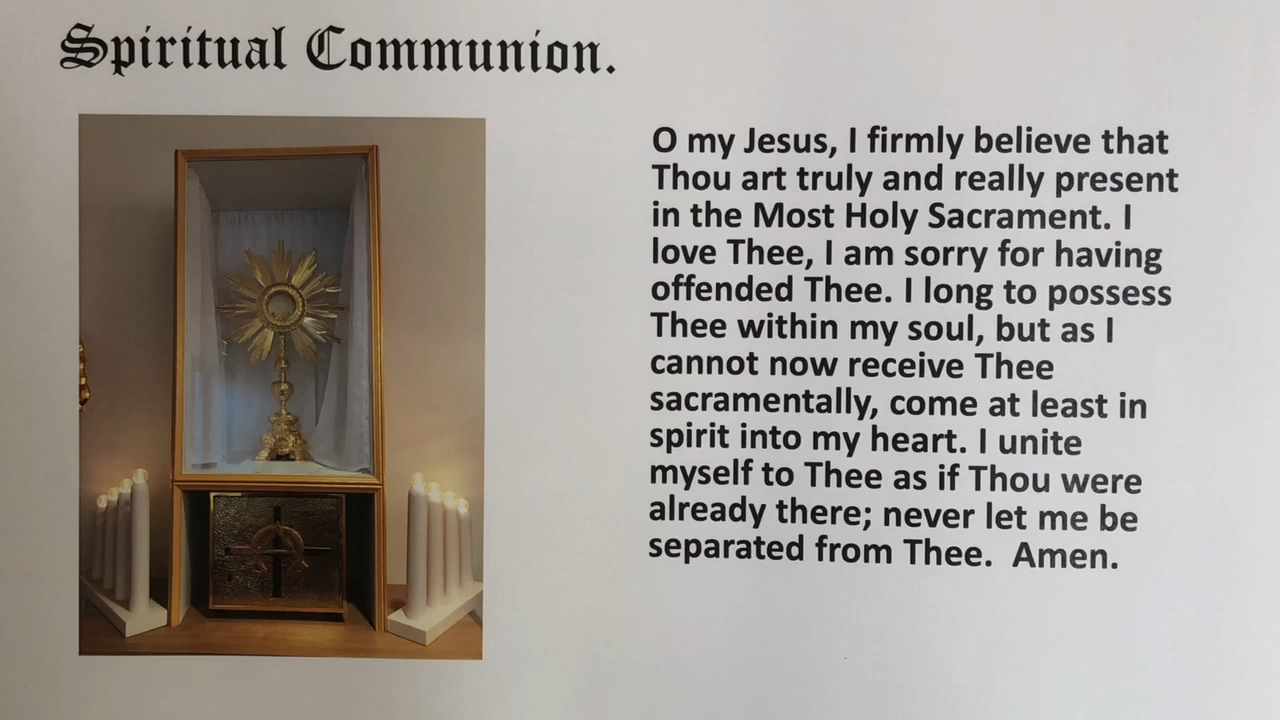 Spiritual Communion.
O my Jesus, I firmly believe that
Thou art truly and really present
in the Most Holy Sacrament. I
love Thee, I am sorry for having
offended Thee. I long to possess
Thee within my soul, but as I
cannot now receive Thee
sacramentally, come at least in
spirit into my heart. I unite
myself to Thee as if Thou were
already there; never let me be
separated from Thee.  Amen.